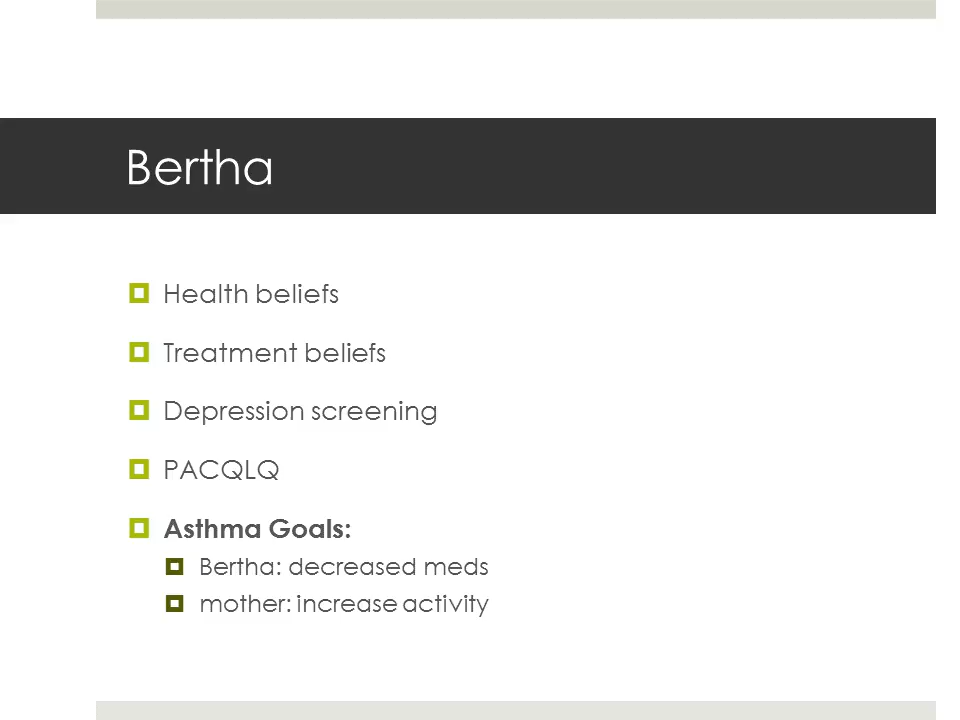 Bertha
Health beliefs
Treatment beliefs
Depression screening
PACQLQ
Asthma Goals:
Bertha: decreased meds
mother: increase activity